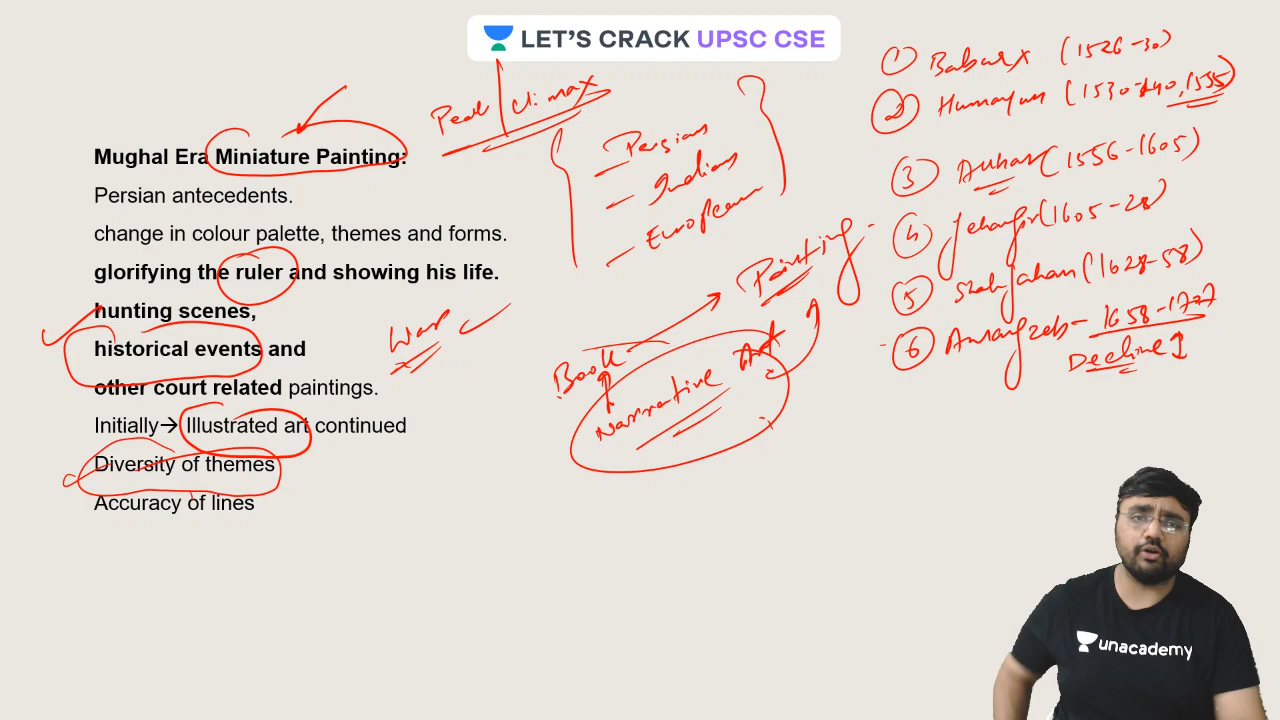 LET'S CRACK UPSC CSE
Mughal Era Miniature Painting:
Persian antecedents.
change in colour palette, themes and forms.
glorifying the ruler and showing his life.
hunting scenes,
historical events and
other court related paintings.
Initially→ Illustrated art continued
Diversity of themes
Accuracy of lines
Peak Climax
Persian
- Indian
- European
War
Book
Painting
Narrative Art
① Babar x (1526-30)
② Humayun (1530-40, 1555)
③ Akbar (1556-1605)
④ Jehangir (1605-28)
⑤ Shahjahan (1628-58)
⑥ Aurangzeb - 1658-1707
Decline
unacademy